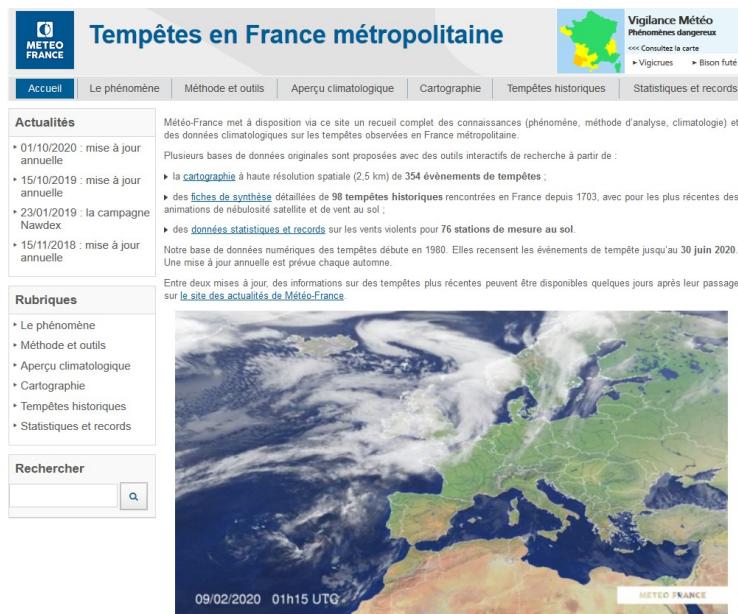 METEO
FRANCE
Tempêtes en France métropolitaine
Vigilance Météo
Phénomènes dangereux
<<< Consultez la carte
Vigicrues
Bison futé
Accueil
Le phénomène
Méthode et outils
Aperçu climatologique
Cartographie
Tempêtes historiques
Statistiques et records
Actualités
01/10/2020 : mise à jour
annuelle
15/10/2019 : mise à jour
annuelle
23/01/2019 : la campagne
Nawdex
15/11/2018 : mise à jour
annuelle
Rubriques
Le phénomène
Méthode et outils
Aperçu climatologique
Cartographie
Tempêtes historiques
Statistiques et records
Rechercher
Météo-France met à disposition via ce site un recueil complet des connaissances (phénomène, méthode d'analyse, climatologie) et
des données climatologiques sur les tempêtes observées en France métropolitaine.
Plusieurs bases de données originales sont proposées avec des outils interactifs de recherche à partir de :
la cartographie à haute résolution spatiale (2,5 km) de 354 évènements de tempêtes ;
des fiches de synthèse détaillées de 98 tempêtes historiques rencontrées en France depuis 1703, avec pour les plus récentes des
animations de nébulosité satellite et de vent au sol ;
des données statistiques et records sur les vents violents pour 76 stations de mesure au sol.
Notre base de données numériques des tempêtes débute en 1980. Elles recensent les événements de tempête jusqu'au 30 juin 2020.
Une mise à jour annuelle est prévue chaque automne.
Entre deux mises à jour, des informations sur des tempêtes plus récentes peuvent être disponibles quelques jours après leur passage
sur le site des actualités de Météo-France.
09/02/2020 01h15 UTC
METEO FRANCE